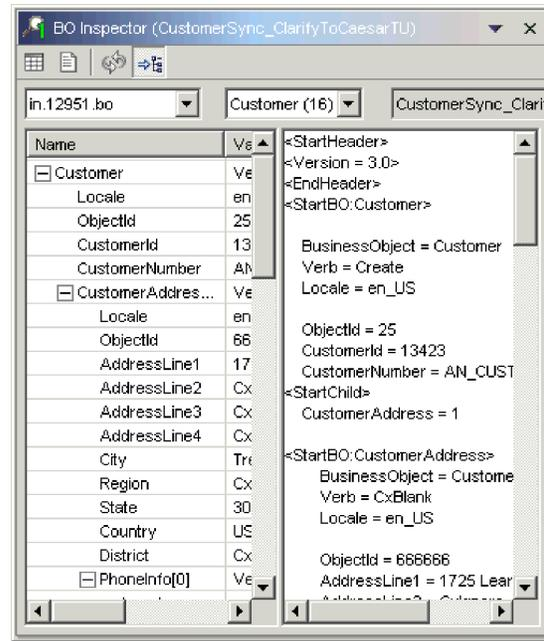 BO Inspector (CustomerSync_ClarifyToCaesarTU)
in.12951.bo
Customer (16)
CustomerSync_Clari
Name Va
Customer Ve
Locale en
ObjectId 25
CustomerId 13
CustomerNumber AN
CustomerAddres... Ve
Locale en
ObjectId 66
AddressLine1 17
AddressLine2 Cx
AddressLine3 Cx
AddressLine4 Cx
City Tre
Region Cx
State 30
Country US
District Cx
PhoneInfo[0] Ve
<StartHeader>
<Version = 3.0>
<EndHeader>
<StartBO:Customer>
BusinessObject = Customer
Verb = Create
Locale = en_US
ObjectId = 25
CustomerId = 13423
CustomerNumber = AN_CUST
<StartChild>
CustomerAddress = 1
<StartBO:CustomerAddress>
BusinessObject = Custome
Verb = CxBlank
Locale = en_US
ObjectId = 666666
AddressLine1 = 1725 Lear